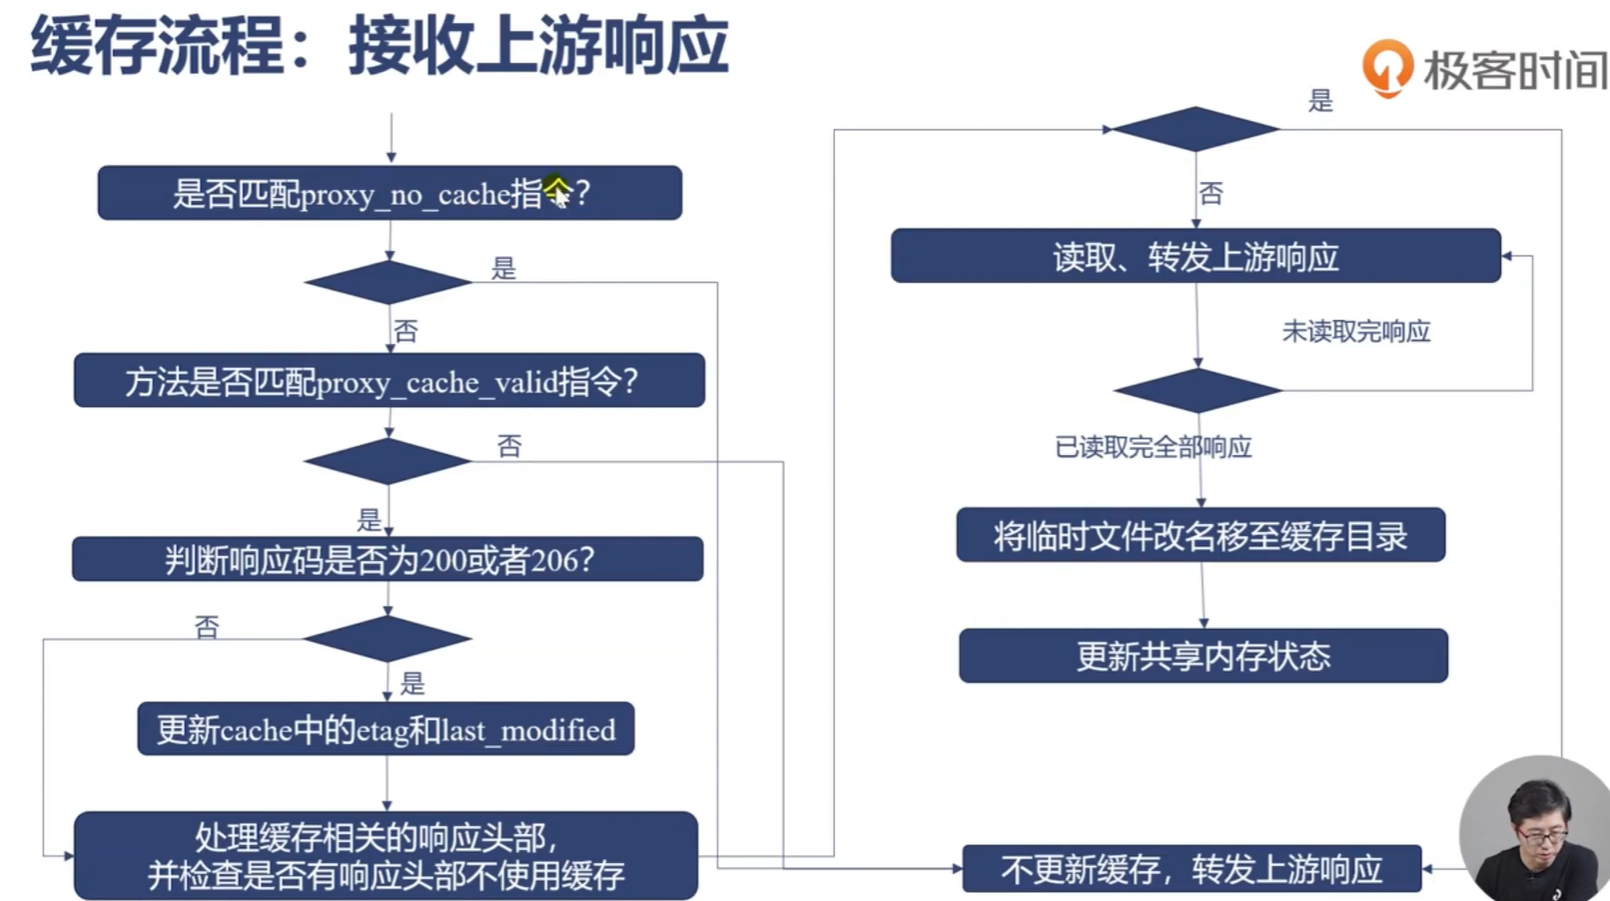 缓存流程：接收上游响应
极客时间
是否匹配proxy_no_cache指令？
是
否
方法是否匹配proxy_cache_valid指令？
否
是
判断响应码是否为200或者206？
否
是
更新cache中的etag和last_modified
处理缓存相关的响应头部，
并检查是否有响应头部不使用缓存
是
否
读取、转发上游响应
未读取完响应
已读取完全部响应
将临时文件改名移至缓存目录
更新共享内存状态
不更新缓存，转发上游响应